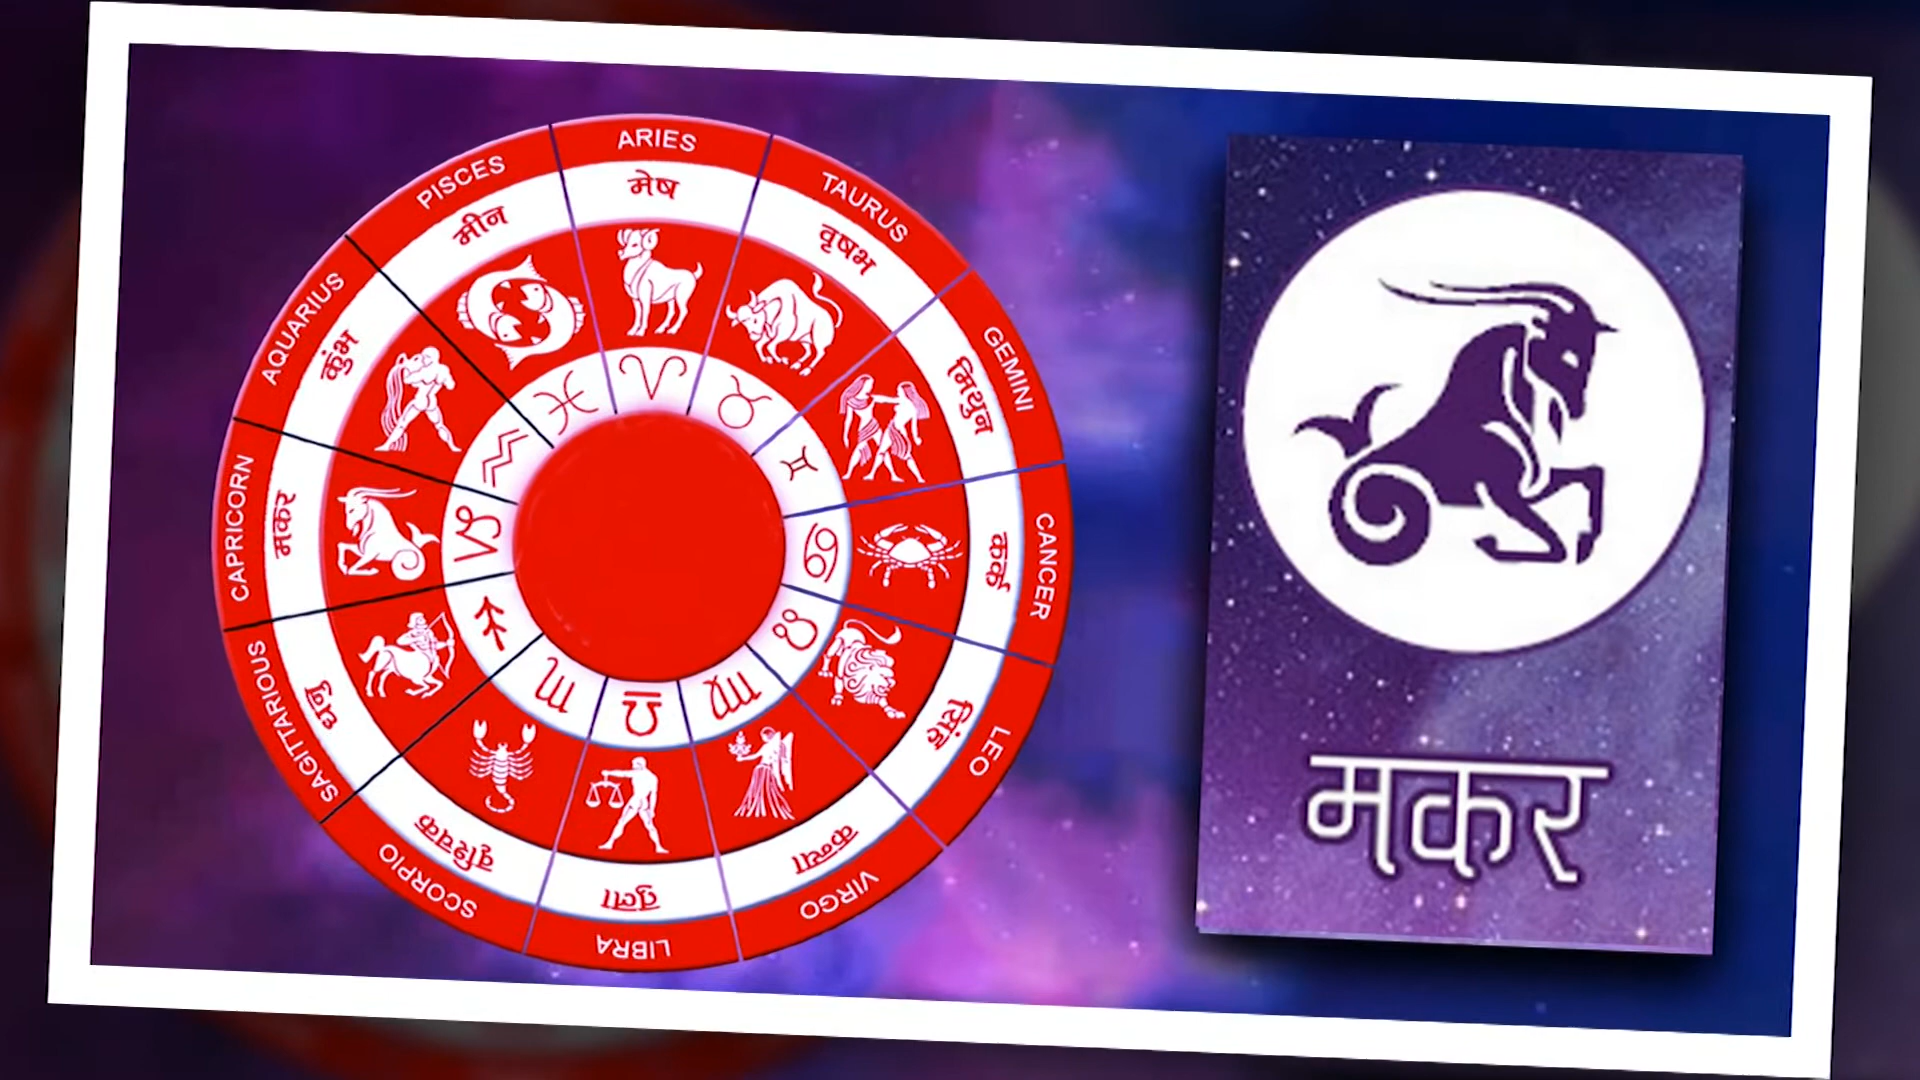 ARIES
मेष
TAURUS
वृषभ
GEMINI
मिथुन
CANCER
कर्क
LEO
सिंह
VIRGO
कन्या
LIBRA
तुला
SCORPIO
वृश्चिक
SAGITTARIOUS
धनु
CAPRICORN
मकर
AQUARIUS
कुंभ
PISCES
मीन
मकर